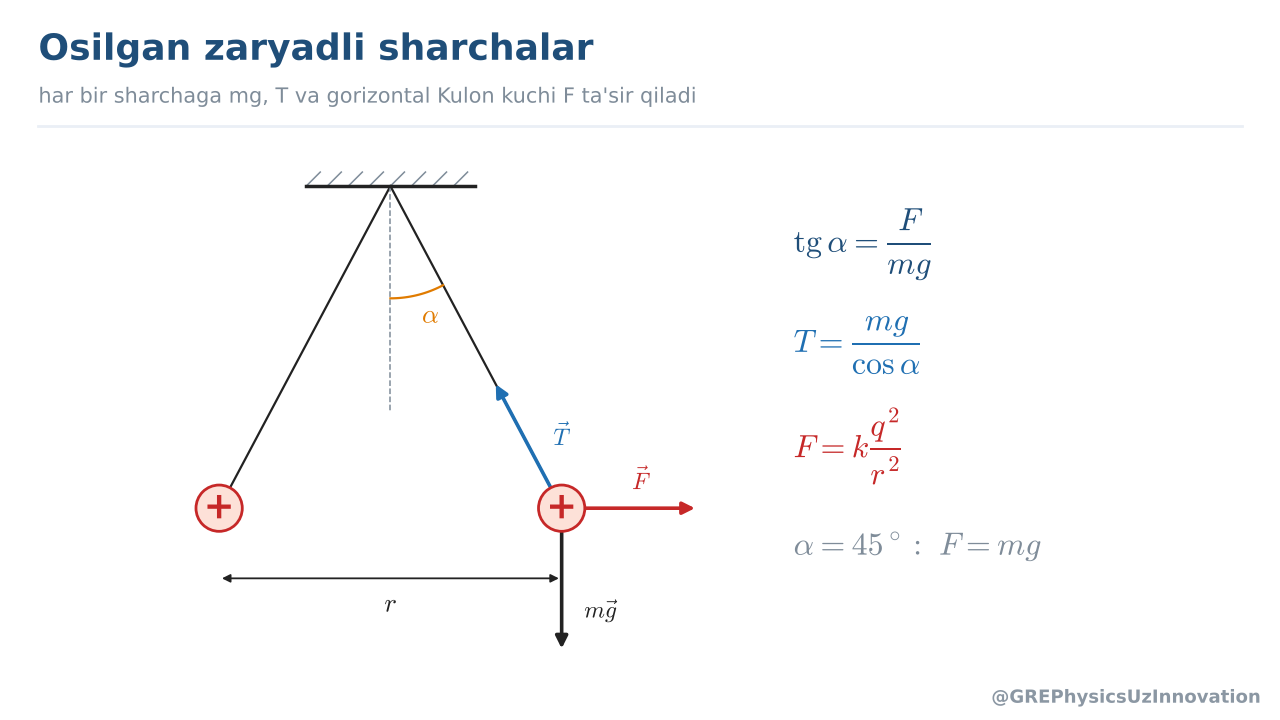 Osilgan zaryadli sharchalar
har bir sharchaga mg, T va gorizontal Kulon kuchi F ta'sir qiladi
tg α = F/mg
α
T = mg/cos α
F = k q²/r²
T⃗
F⃗
+ +
α = 45° : F = mg
r
mg⃗
@GREPhysicsUzInnovation